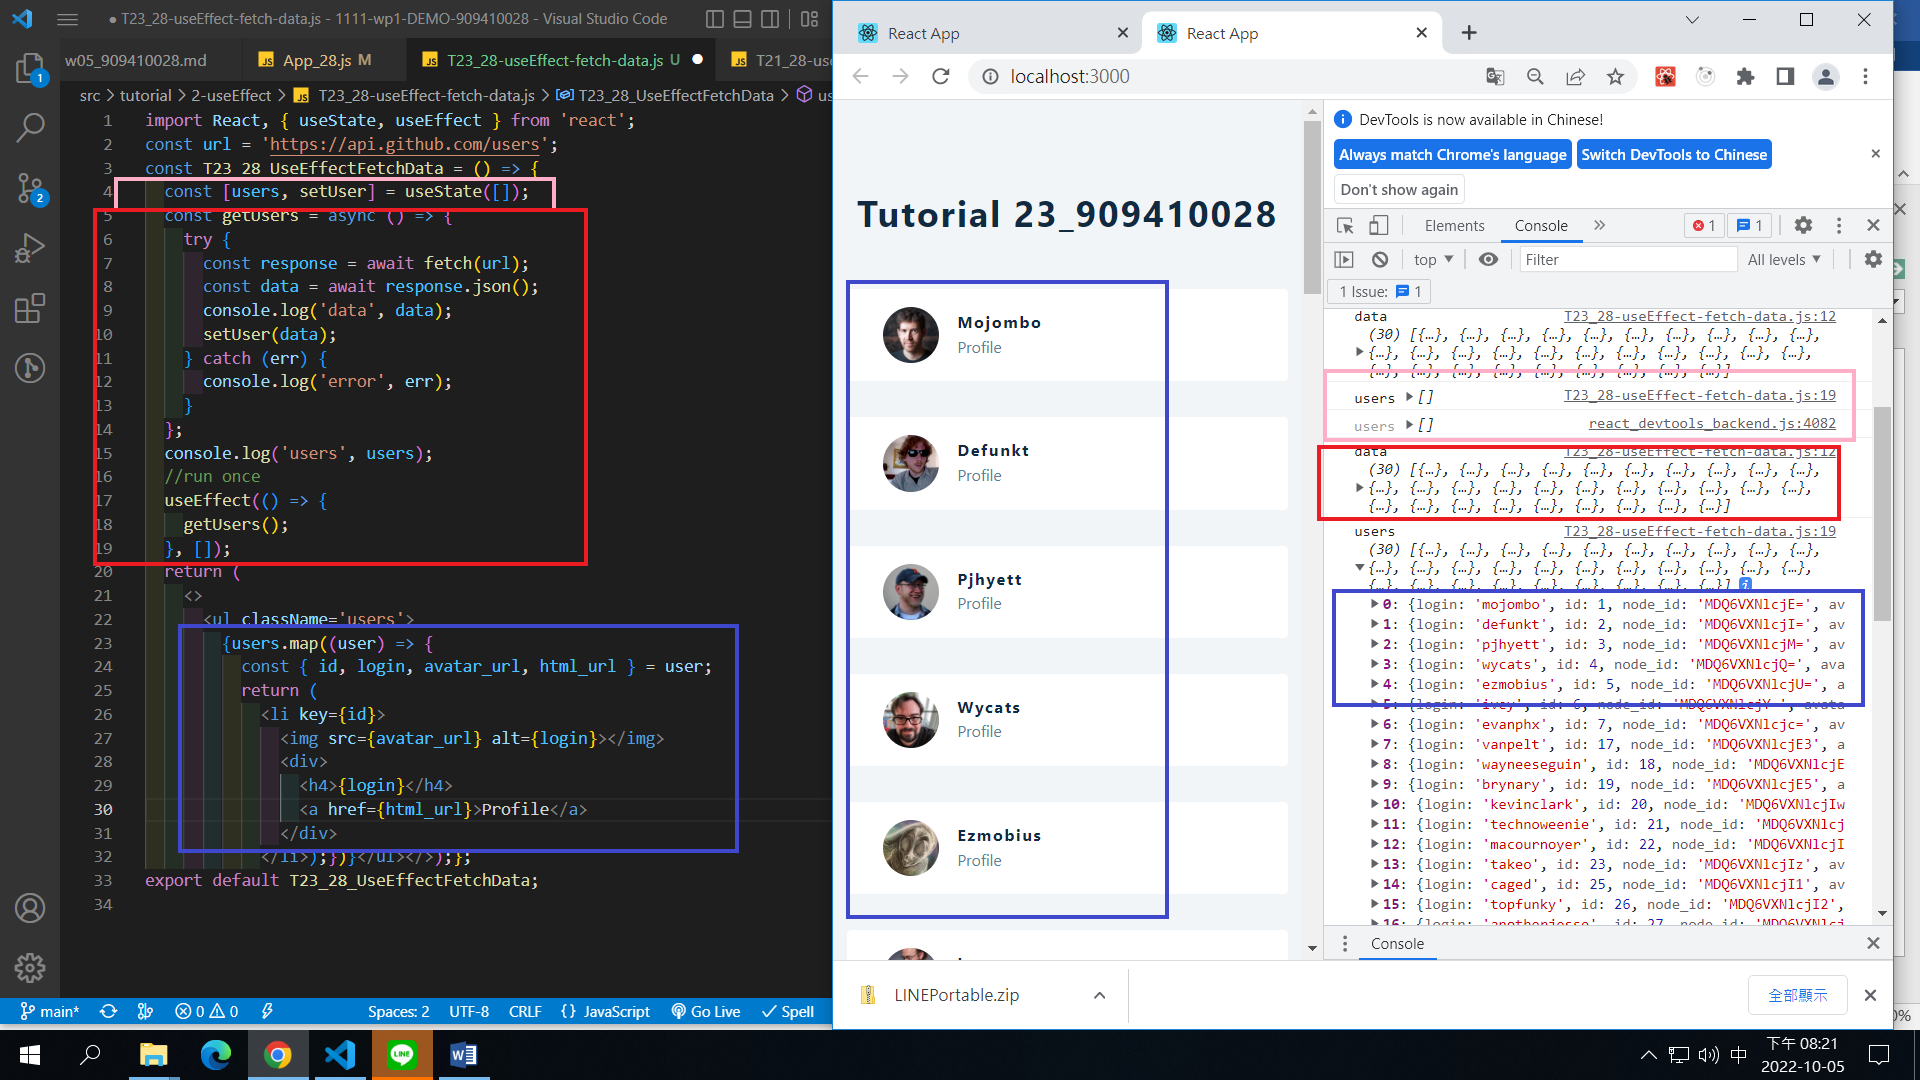 T23_28-useEffect-fetch-data.js - 1111-wp1-DEMO-909410028 - Visual Studio Code
w05_909410028.md
JS App_28.js M
JS T23_28-useEffect-fetch-data.js U
JS T21_28-use
src > tutorial > 2-useEffect > JS T23_28-useEffect-fetch-data.js > T23_28_UseEffectFetchData > us
1 import React, { useState, useEffect } from 'react';
2 const url = 'https://api.github.com/users';
3 const T23_28_UseEffectFetchData = () => {
4 const [users, setUser] = useState([]);
5 const getUsers = async () => {
6 try {
7 const response = await fetch(url);
8 const data = await response.json();
9 console.log('data', data);
10 setUser(data);
11 } catch (err) {
12 console.log('error', err);
13 }
14 };
15 console.log('users', users);
16 //run once
17 useEffect(() => {
18 getUsers();
19 }, []);
20 return (
21 <>
22 <ul className='users'>
23 {users.map((user) => {
24 const { id, login, avatar_url, html_url } = user;
25 return (
26 <li key={id}>
27 <img src={avatar_url} alt={login}></img>
28 <div>
29 <h4>{login}</h4>
30 <a href={html_url}>Profile</a>
31 </div>
32 </li>);})}</ul></>);};
33 export default T23_28_UseEffectFetchData;
34
1
2
main*
0 0
Spaces: 2
UTF-8
CRLF
{} JavaScript
Go Live
Spell
React App
React App
localhost:3000
Tutorial 23_909410028
Mojombo
Profile
Defunkt
Profile
Pjhyett
Profile
Wycats
Profile
Ezmobius
Profile
DevTools is now available in Chinese!
Always match Chrome's language
Switch DevTools to Chinese
Don't show again
Elements
Console
1
1
top
Filter
All levels
1 Issue: 1
data T23_28-useEffect-fetch-data.js:12
(30) [{…}, {…}, {…}, {…}, {…}, {…}, {…}, {…}, {…}, {…},
{…}, {…}, {…}, {…}, {…}, {…}, {…}, {…}, {…}, {…}, {…},
{…}, {…}, {…}, {…}, {…}, {…}, {…}, {…}, {…}]
users [] T23_28-useEffect-fetch-data.js:19
users [] react_devtools_backend.js:4082
data T23_28-useEffect-fetch-data.js:12
(30) [{…}, {…}, {…}, {…}, {…}, {…}, {…}, {…}, {…}, {…},
{…}, {…}, {…}, {…}, {…}, {…}, {…}, {…}, {…}, {…}, {…},
{…}, {…}, {…}, {…}, {…}, {…}, {…}, {…}, {…}]
users T23_28-useEffect-fetch-data.js:19
(30) [{…}, {…}, {…}, {…}, {…}, {…}, {…}, {…}, {…}, {…},
{…}, {…}, {…}, {…}, {…}, {…}, {…}, {…}, {…}, {…}, {…},
{…}, {…}, {…}, {…}, {…}, {…}, {…}, {…}, {…}]
0: {login: 'mojombo', id: 1, node_id: 'MDQ6VXNlcjE=', av
1: {login: 'defunkt', id: 2, node_id: 'MDQ6VXNlcjI=', av
2: {login: 'pjhyett', id: 3, node_id: 'MDQ6VXNlcjM=', av
3: {login: 'wycats', id: 4, node_id: 'MDQ6VXNlcjQ=', ava
4: {login: 'ezmobius', id: 5, node_id: 'MDQ6VXNlcjU=', a
5: {login: 'ivey', id: 6, node_id: 'MDQ6VXNlcjY=', avata
6: {login: 'evanphx', id: 7, node_id: 'MDQ6VXNlcjc=', av
7: {login: 'vanpelt', id: 17, node_id: 'MDQ6VXNlcjE3', a
8: {login: 'wayneeseguin', id: 18, node_id: 'MDQ6VXNlcjE
9: {login: 'brynary', id: 19, node_id: 'MDQ6VXNlcjE5', av
10: {login: 'kevinclark', id: 20, node_id: 'MDQ6VXNlcjIw
11: {login: 'technoweenie', id: 21, node_id: 'MDQ6VXNlcj
12: {login: 'macournoyer', id: 22, node_id: 'MDQ6VXNlcjI
13: {login: 'takeo', id: 23, node_id: 'MDQ6VXNlcjIz', av
14: {login: 'caged', id: 25, node_id: 'MDQ6VXNlcjI1', av
15: {login: 'topfunky', id: 26, node_id: 'MDQ6VXNlcjI2',
16: {login: 'anotherjesse', id: 27, node_id: 'MDQ6VXNlcj
Console
LINEPortable.zip
全部顯示
0%
LINE
中
下午 08:21
2022-10-05